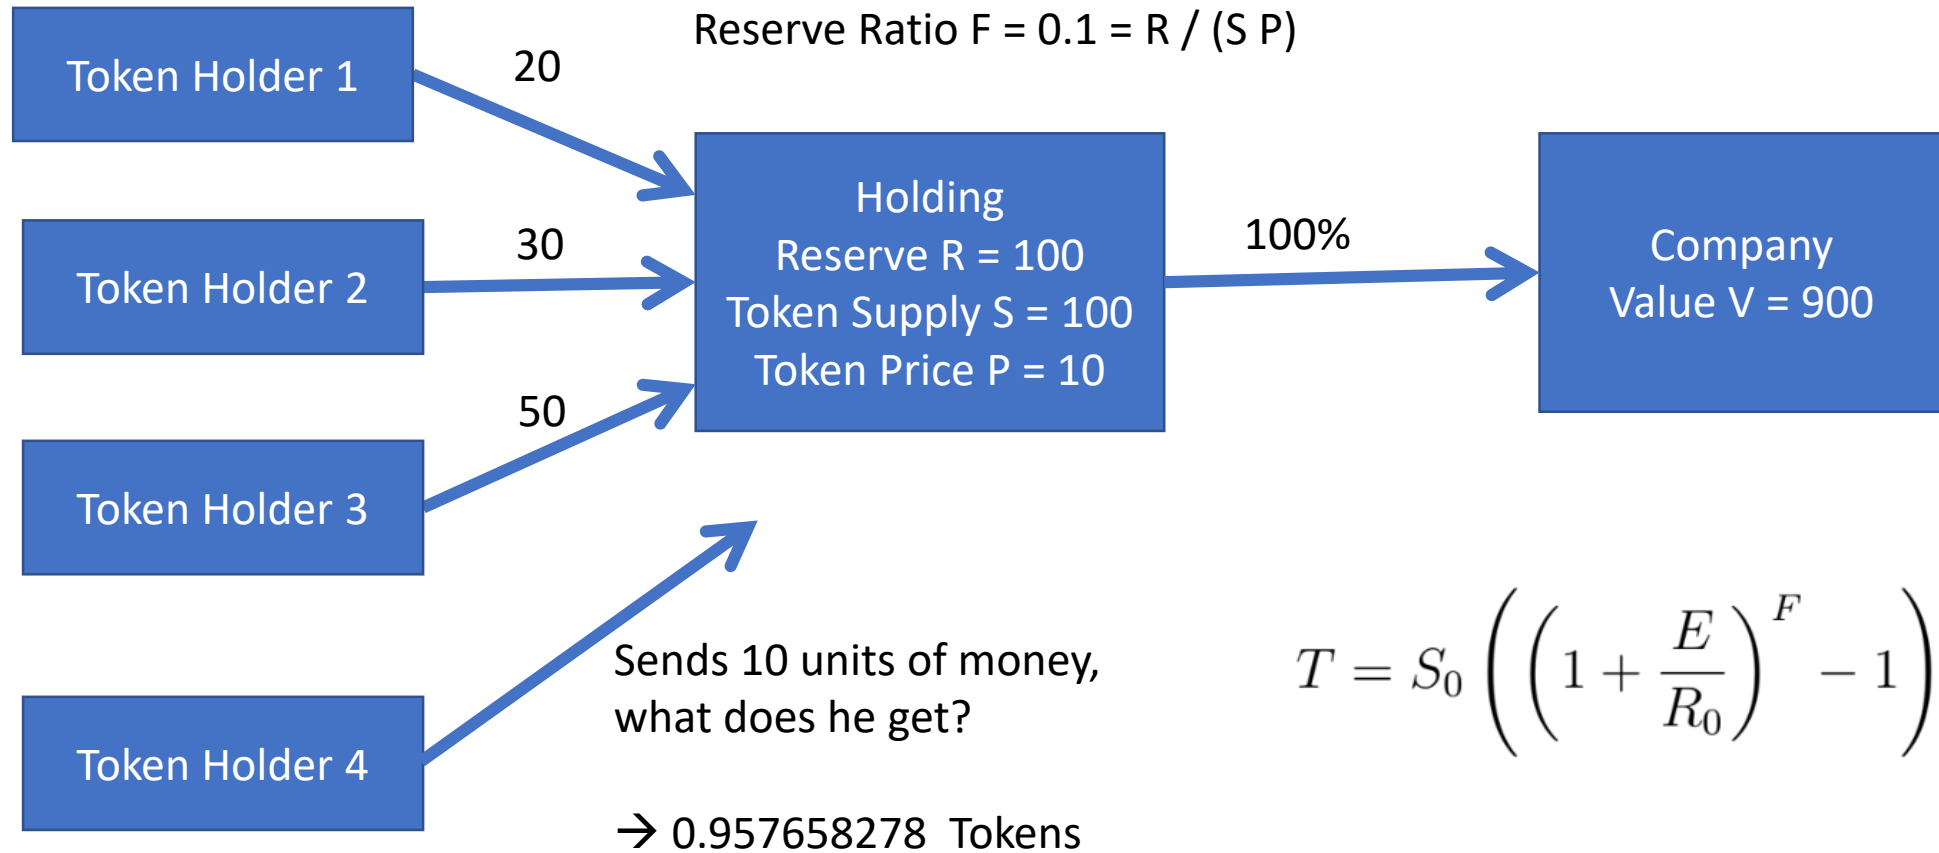 Reserve Ratio F = 0.1 = R / (S P)
Token Holder 1
20
Token Holder 2
30
Token Holder 3
50
Token Holder 4
Holding
Reserve R = 100
Token Supply S = 100
Token Price P = 10
100%
Company
Value V = 900
Sends 10 units of money,
what does he get?
→ 0.957658278 Tokens
T = S₀ ( ( 1 + E / R₀ )^F − 1 )